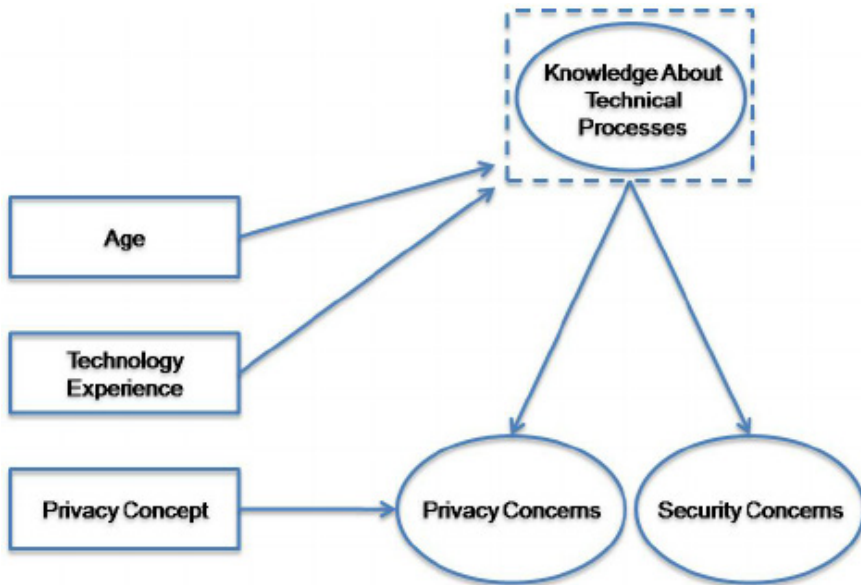 Knowledge About
Technical
Processes
Age
Technology
Experience
Privacy Concept
Privacy Concerns
Security Concerns